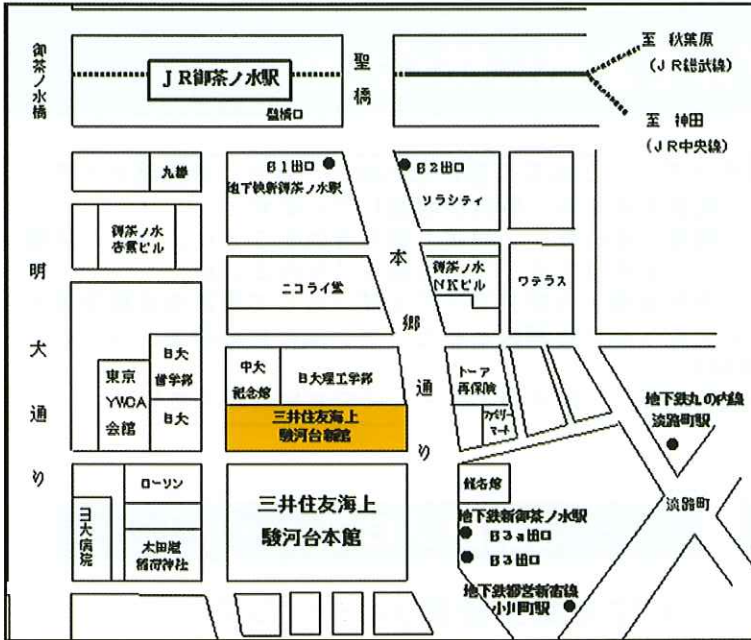 御茶ノ水橋
JR御茶ノ水駅
聖橋口
聖橋
至 秋葉原
(JR総武線)
至 神田
(JR中央線)
丸善
B1出口
地下鉄新御茶ノ水駅
B2出口
ソラシティ
御茶ノ水
杏雲ビル
ニコライ堂
御茶ノ水
NKビル
ワテラス
明大通り
本郷通り
東京
YWCA
会館
日大
歯学部
日大
中大
記念館
日大理工学部
トーア
再保険
ファミリー
マート
三井住友海上
駿河台新館
地下鉄丸の内線
淡路町駅
ローソン
日大病院
太田姫
稲荷神社
三井住友海上
駿河台本館
龍名館
淡路町
地下鉄新御茶ノ水駅
B3a出口
B3出口
地下鉄都営新宿線
小川町駅